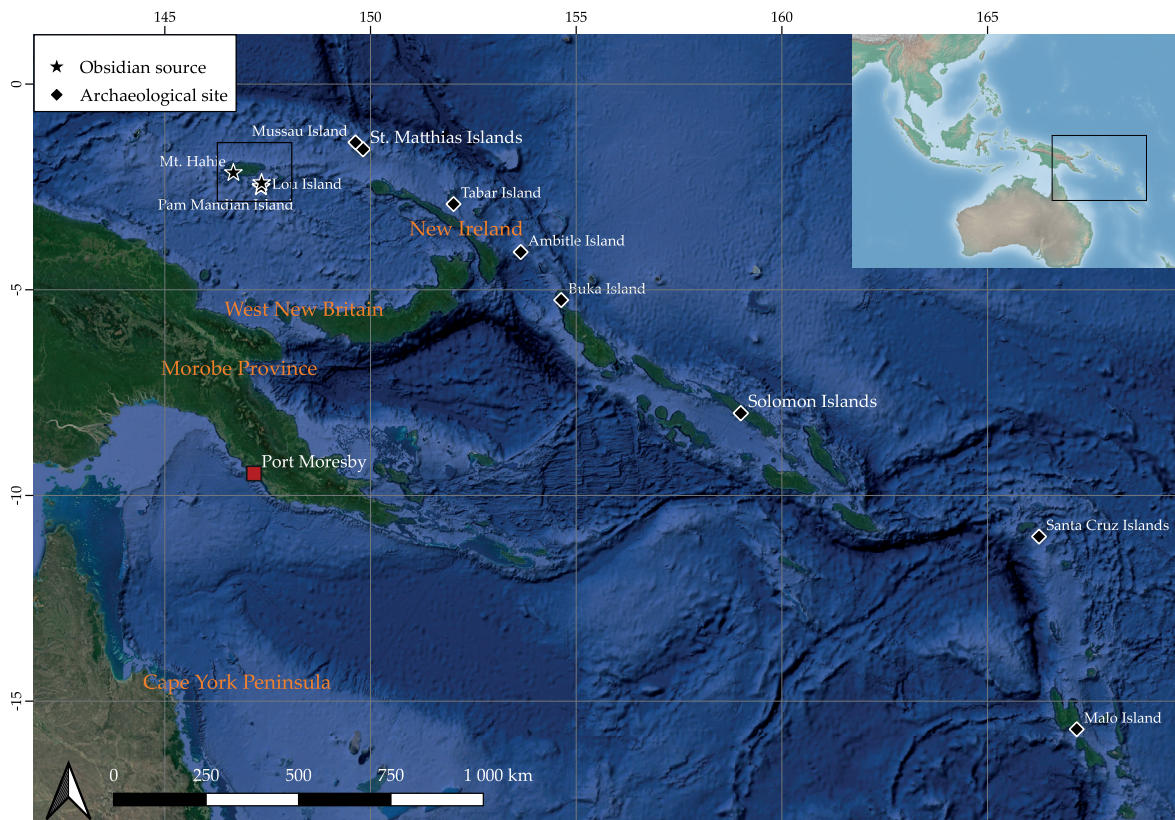 145 150 155 160 165
Obsidian source
Archaeological site
0
Mussau Island
St. Matthias Islands
Mt. Hahie
Lou Island
Pam Mandian island
Tabar Island
New Ireland
Ambitle Island
-5
Buka Island
West New Britain
Morobe Province
Solomon Islands
Port Moresby
-10
Santa Cruz Islands
Cape York Peninsula
-15
Malo Island
0 250 500 750 1 000 km